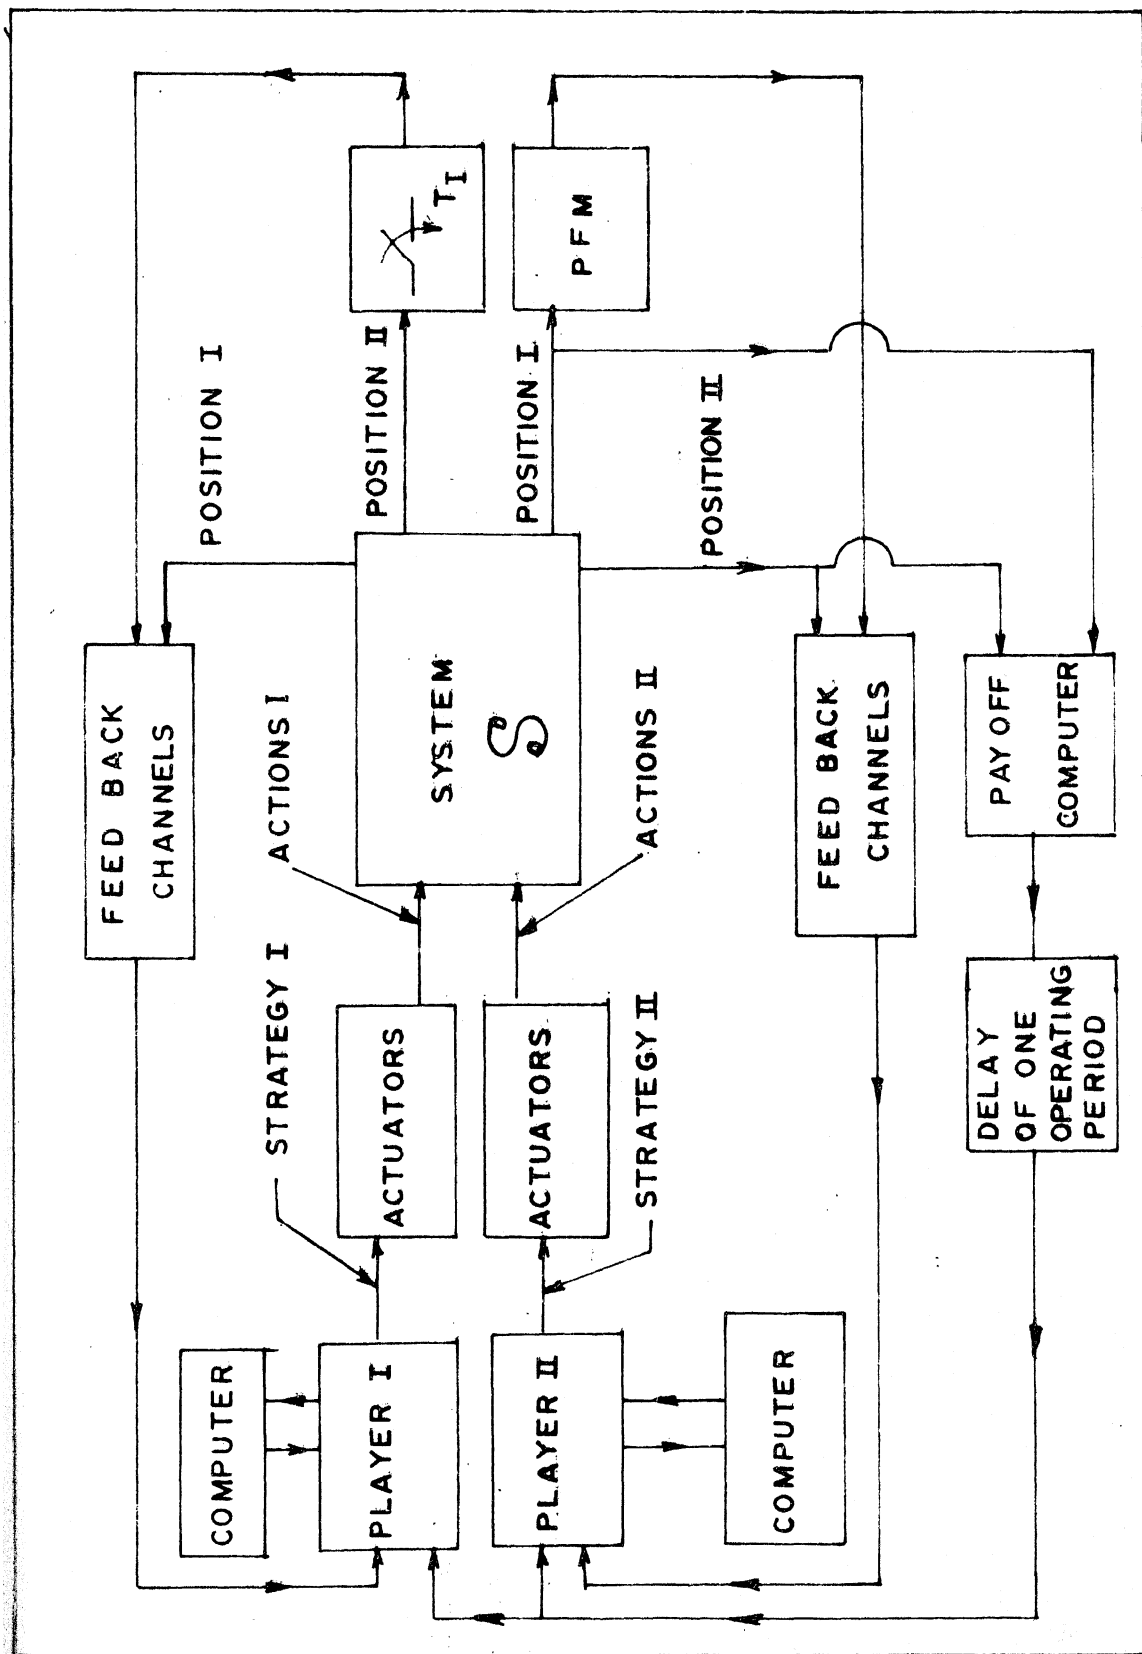 POSITION I
FEED BACK
CHANNELS
T I
POSITION II
ACTIONS I
STRATEGY I
COMPUTER
PLAYER I
ACTUATORS
SYSTEM
S
POSITION I
PFM
PLAYER II
ACTUATORS
STRATEGY II
ACTIONS II
POSITION II
COMPUTER
FEED BACK
CHANNELS
PAY OFF
COMPUTER
DELAY
OF ONE
OPERATING
PERIOD